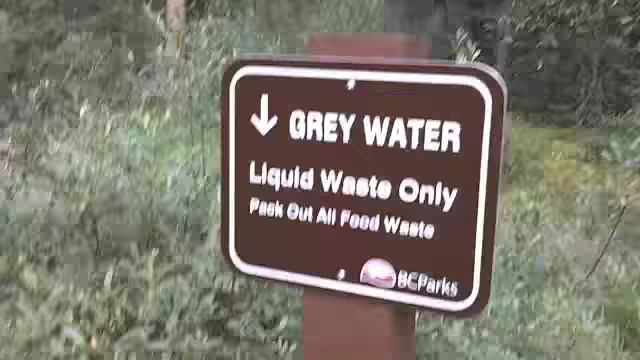 GREY WATER
Liquid Waste Only
Pack Out All Food Waste
BCParks